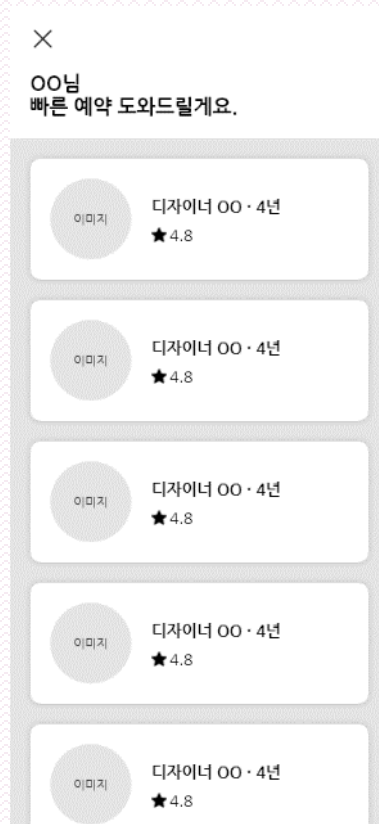 OO님
빠른 예약 도와드릴게요.
이미지
디자이너 OO · 4년
★4.8
이미지
디자이너 OO · 4년
★4.8
이미지
디자이너 OO · 4년
★4.8
이미지
디자이너 OO · 4년
★4.8
이미지
디자이너 OO · 4년
★4.8